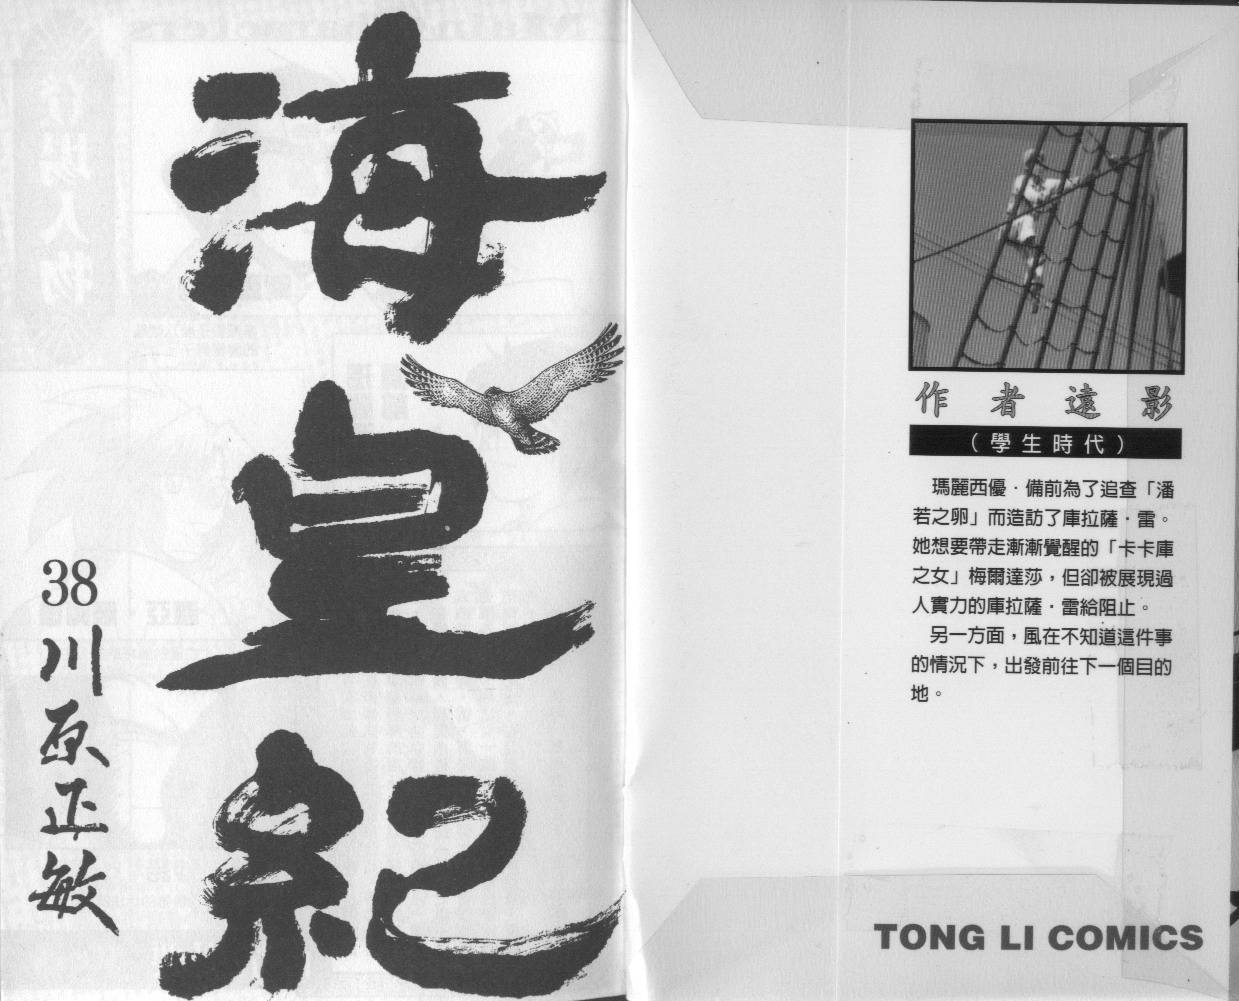 海皇紀
38
川原正敏
作者遠影
(學生時代)
瑪麗西優·備前為了追查「潘
若之卵」而造訪了庫拉薩·雷。
她想要帶走漸漸覺醒的「卡卡庫
之女」梅爾達莎，但卻被展現過
人實力的庫拉薩·雷給阻止。
另一方面，風在不知道這件事
的情況下，出發前往下一個目的
地。
TONG LI COMICS